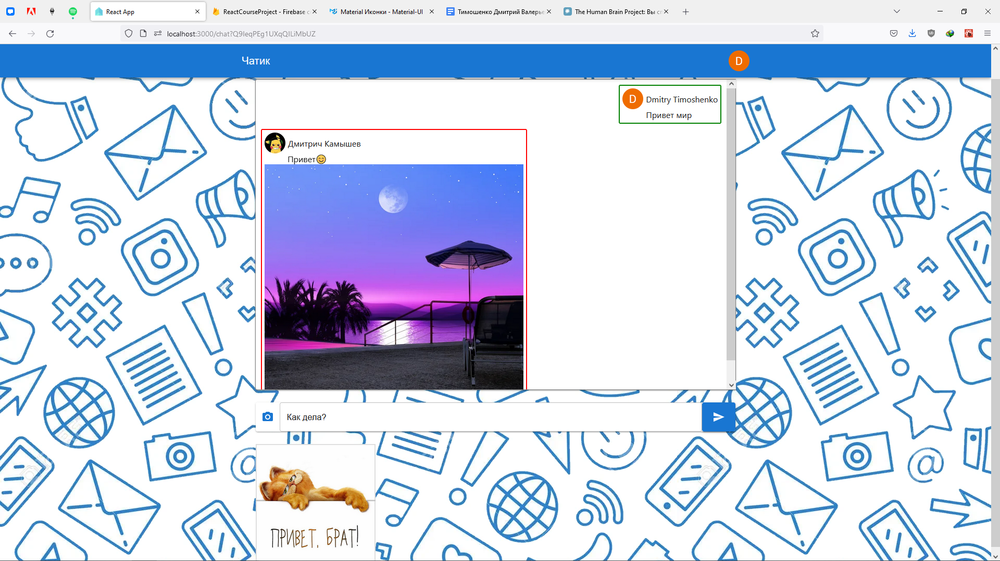 React App
ReactCourseProject - Firebase c
Material Иконки - Material-UI
Тимошенко Дмитрий Валерье
The Human Brain Project: Вы с
localhost:3000/chat?Q9IeqPEg1UXqQILiMbUZ
Чатик
D
D
Dmitry Timoshenko
Привет мир
Дмитрич Камышев
Привет😊
Как дела?
ПРИВЕТ, БРАТ!